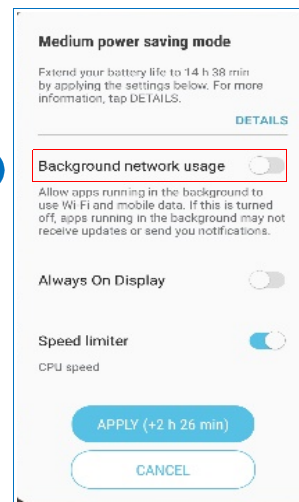 Medium power saving mode
Extend your battery life to 14 h 38 min
by applying the settings below. For more
information, tap DETAILS.
DETAILS
Background network usage
Allow apps running in the background to
use Wi-Fi and mobile data. If this is turned
off, apps running in the background may not
receive updates or send you notifications.
Always On Display
Speed limiter
CPU speed
APPLY (+2 h 26 min)
CANCEL